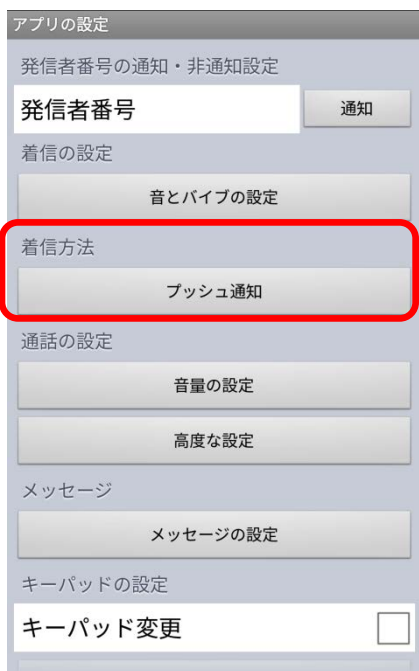 アプリの設定
発信者番号の通知・非通知設定
発信者番号
通知
着信の設定
音とバイブの設定
着信方法
プッシュ通知
通話の設定
音量の設定
高度な設定
メッセージ
メッセージの設定
キーパッドの設定
キーパッド変更